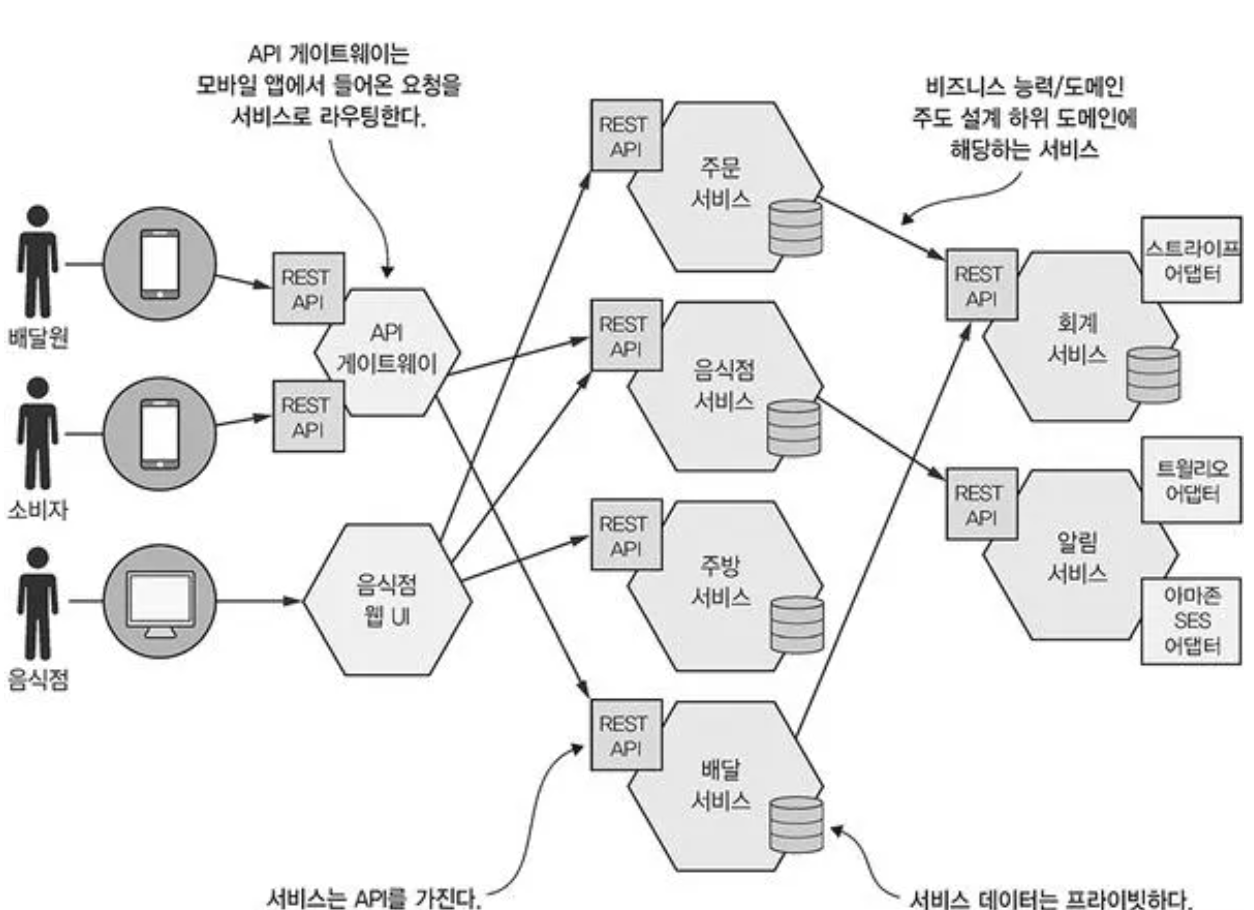 API 게이트웨이는
모바일 앱에서 들어온 요청을
서비스로 라우팅한다.
비즈니스 능력/도메인
주도 설계 하위 도메인에
해당하는 서비스
배달원
소비자
음식점
REST
API
REST
API
API
게이트웨이
음식점
웹 UI
REST
API
주문
서비스
REST
API
음식점
서비스
REST
API
주방
서비스
REST
API
배달
서비스
REST
API
회계
서비스
스트라이프
어댑터
REST
API
알림
서비스
트윌리오
어댑터
아마존
SES
어댑터
서비스는 API를 가진다.
서비스 데이터는 프라이빗하다.